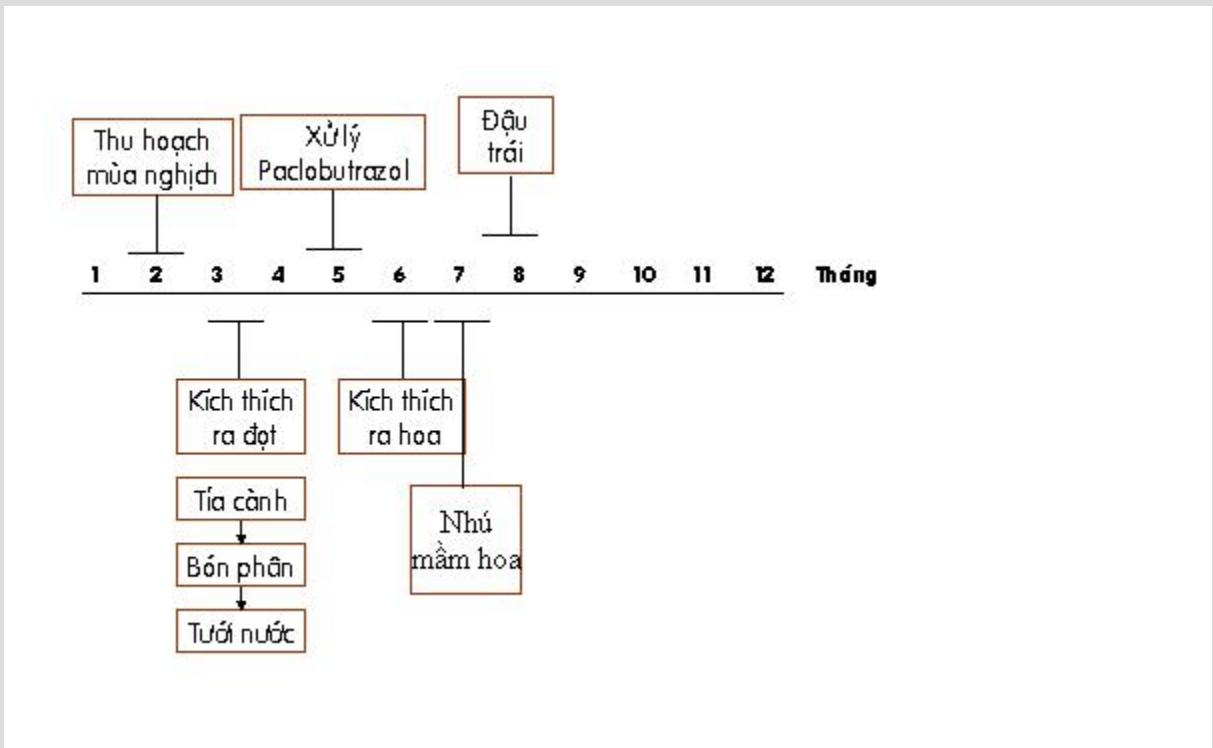 Thu hoạch
mùa nghịch
Xử lý
Paclobutrazol
Đậu
trái
1 2 3 4 5 6 7 8 9 10 11 12 Tháng
Kích thích
ra đọt
Kích thích
ra hoa
Tỉa cành
Nhú
mầm hoa
Bón phân
Tưới nước